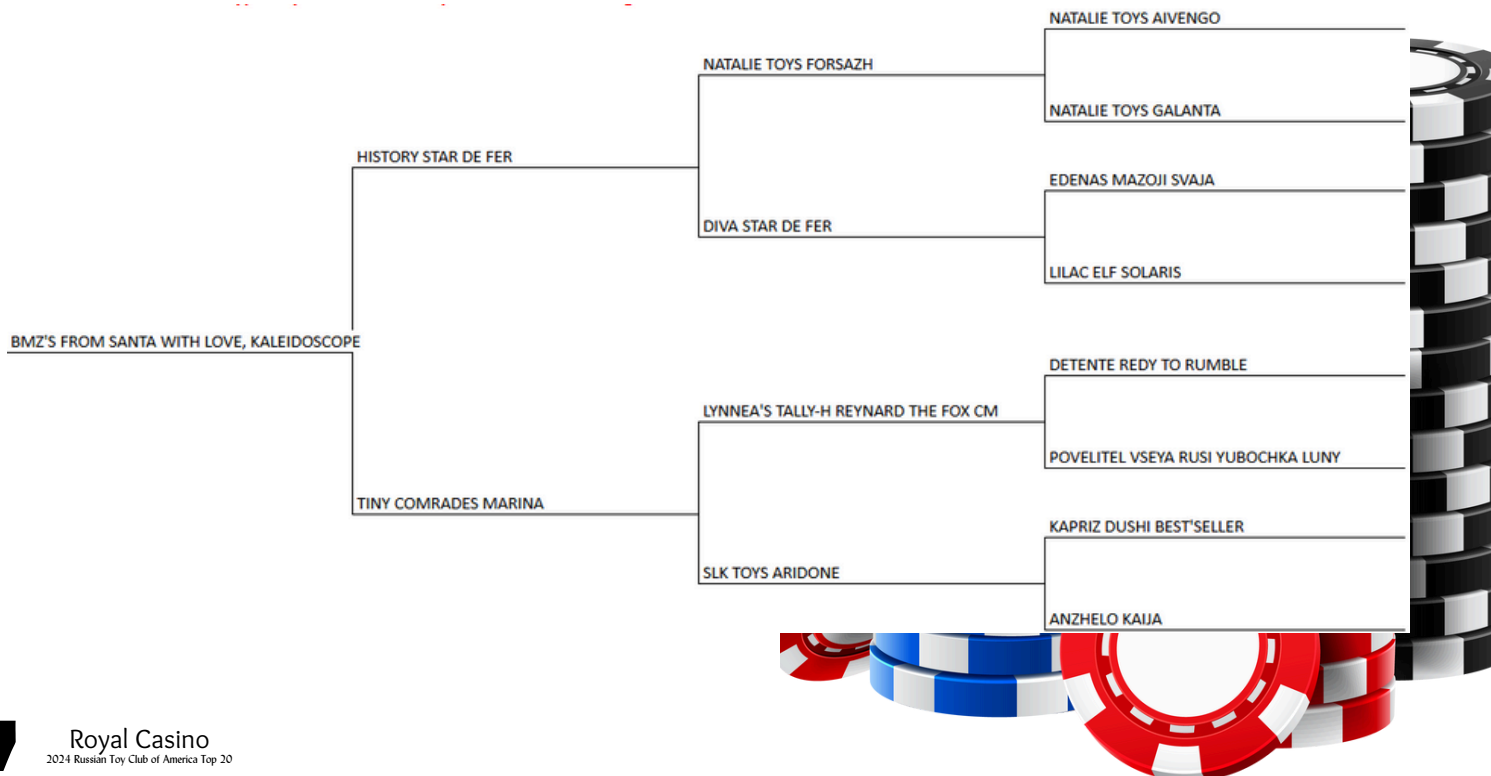 NATALIE TOYS AIVENGO
NATALIE TOYS FORSAZH
NATALIE TOYS GALANTA
HISTORY STAR DE FER
EDENAS MAZOJI SVAJA
DIVA STAR DE FER
LILAC ELF SOLARIS
BMZ'S FROM SANTA WITH LOVE, KALEIDOSCOPE
DETENTE REDY TO RUMBLE
LYNNEA'S TALLY-H REYNARD THE FOX CM
POVELITEL VSEYA RUSI YUBOCHKA LUNY
TINY COMRADES MARINA
KAPRIZ DUSHI BEST'SELLER
SLK TOYS ARIDONE
ANZHELO KAIJA
Royal Casino
2024 Russian Toy Club of America Top 20